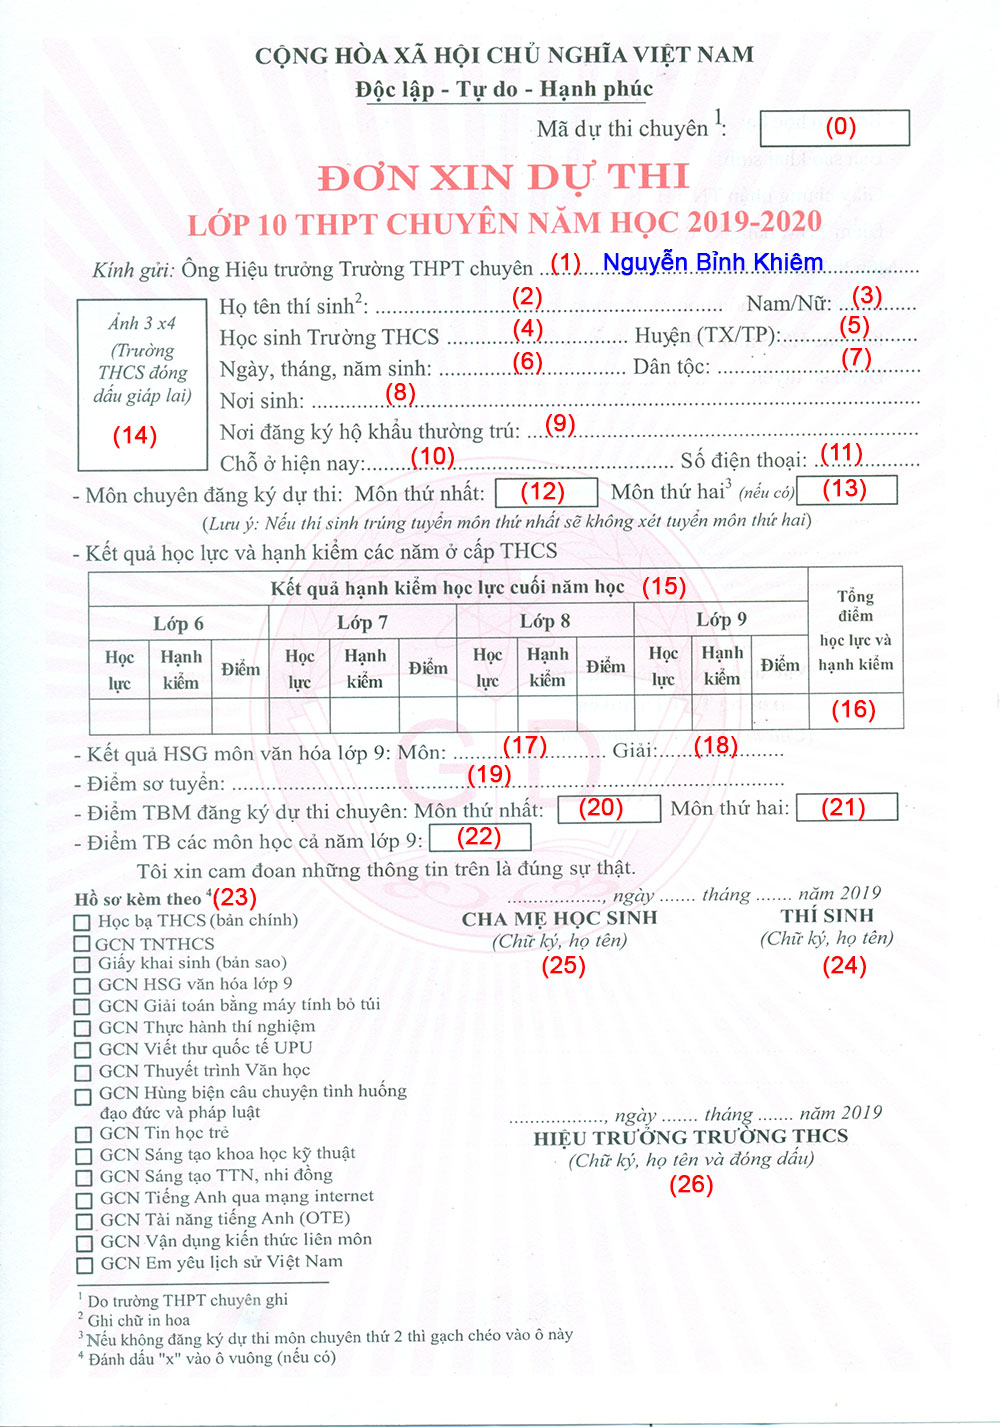 CỘNG HÒA XÃ HỘI CHỦ NGHĨA VIỆT NAM
Độc lập - Tự do - Hạnh phúc
Mã dự thi chuyên 1: (0)
ĐƠN XIN DỰ THI
LỚP 10 THPT CHUYÊN NĂM HỌC 2019-2020
Kính gửi: Ông Hiệu trưởng Trường THPT chuyên ...(1)... Nguyễn Bỉnh Khiêm
Ảnh 3 x4
(Trường
THCS đóng
dấu giáp lai)
(14)
Họ tên thí sinh2: ...(2)... Nam/Nữ: ...(3)...
Học sinh Trường THCS ...(4)... Huyện (TX/TP):...(5)...
Ngày, tháng, năm sinh: ...(6)... Dân tộc: ...(7)...
Nơi sinh: ...(8)...
Nơi đăng ký hộ khẩu thường trú: ...(9)...
Chỗ ở hiện nay:...(10)... Số điện thoại: ...(11)...
- Môn chuyên đăng ký dự thi: Môn thứ nhất: (12) Môn thứ hai3 (nếu có) (13)
(Lưu ý: Nếu thí sinh trúng tuyển môn thứ nhất sẽ không xét tuyển môn thứ hai)
- Kết quả học lực và hạnh kiểm các năm ở cấp THCS
Kết quả hạnh kiểm học lực cuối năm học (15)
Tổng điểm học lực và hạnh kiểm
Lớp 6 Lớp 7 Lớp 8 Lớp 9
Học lực Hạnh kiểm Điểm Học lực Hạnh kiểm Điểm Học lực Hạnh kiểm Điểm Học lực Hạnh kiểm Điểm
(16)
- Kết quả HSG môn văn hóa lớp 9: Môn: ...(17)... Giải:...(18)...
- Điểm sơ tuyển: ...(19)...
- Điểm TBM đăng ký dự thi chuyên: Môn thứ nhất: (20) Môn thứ hai: (21)
- Điểm TB các môn học cả năm lớp 9: (22)
Tôi xin cam đoan những thông tin trên là đúng sự thật.
Hồ sơ kèm theo 4(23)
Học bạ THCS (bản chính)
GCN TNTHCS
Giấy khai sinh (bản sao)
GCN HSG văn hóa lớp 9
GCN Giải toán bằng máy tính bỏ túi
GCN Thực hành thí nghiệm
GCN Viết thư quốc tế UPU
GCN Thuyết trình Văn học
GCN Hùng biện câu chuyện tình huống
đạo đức và pháp luật
GCN Tin học trẻ
GCN Sáng tạo khoa học kỹ thuật
GCN Sáng tạo TTN, nhi đồng
GCN Tiếng Anh qua mạng internet
GCN Tài năng tiếng Anh (OTE)
GCN Vận dụng kiến thức liên môn
GCN Em yêu lịch sử Việt Nam
................, ngày ....... tháng ....... năm 2019
CHA MẸ HỌC SINH
(Chữ ký, họ tên)
(25)
THÍ SINH
(Chữ ký, họ tên)
(24)
................, ngày ....... tháng ....... năm 2019
HIỆU TRƯỞNG TRƯỜNG THCS
(Chữ ký, họ tên và đóng dấu)
(26)
1 Do trường THPT chuyên ghi
2 Ghi chữ in hoa
3 Nếu không đăng ký dự thi môn chuyên thứ 2 thì gạch chéo vào ô này
4 Đánh dấu "x" vào ô vuông (nếu có)
GD